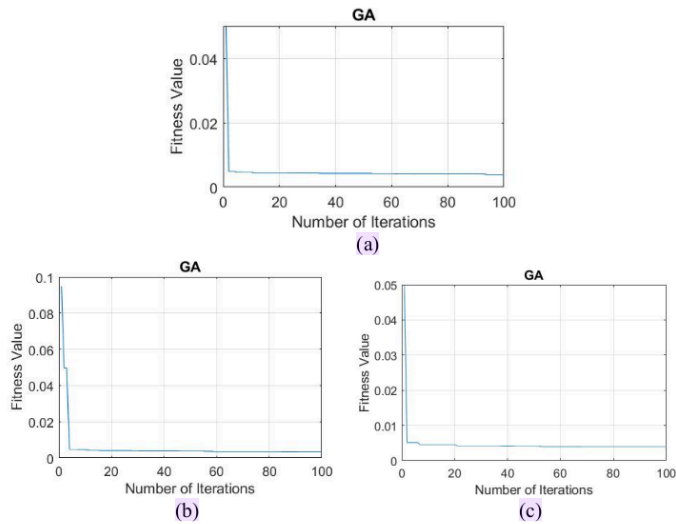 GA
Fitness Value
0.04
0.02
0
0 20 40 60 80 100
Number of Iterations
(a)
GA
Fitness Value
0.1
0.08
0.06
0.04
0.02
0
0 20 40 60 80 100
Number of Iterations
(b)
GA
Fitness Value
0.05
0.04
0.03
0.02
0.01
0
0 20 40 60 80 100
Number of Iterations
(c)